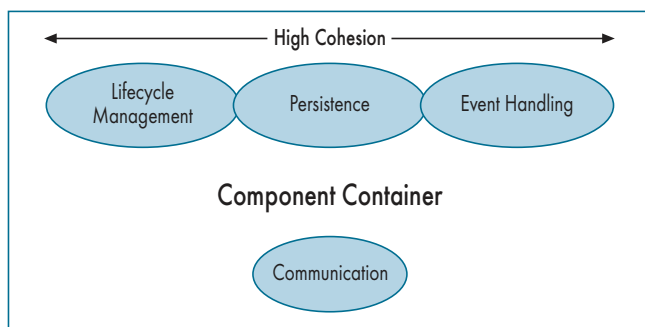 High Cohesion
Lifecycle
Management
Persistence
Event Handling
Component Container
Communication